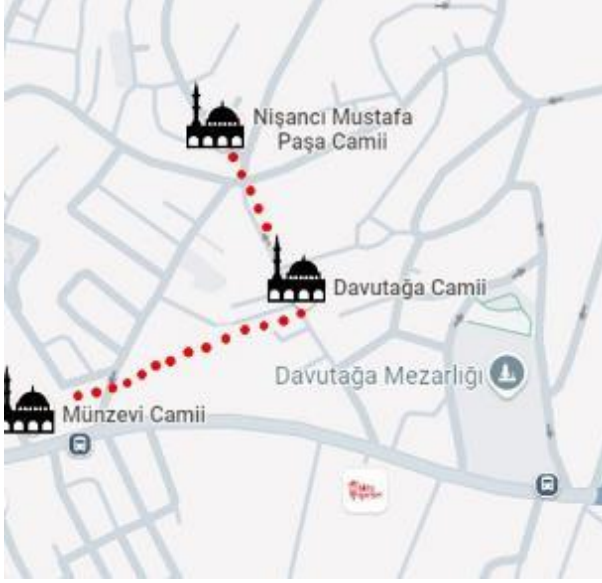 Nişancı Mustafa
Paşa Camii
Davutağa Camii
Davutağa Mezarlığı
Münzevi Camii